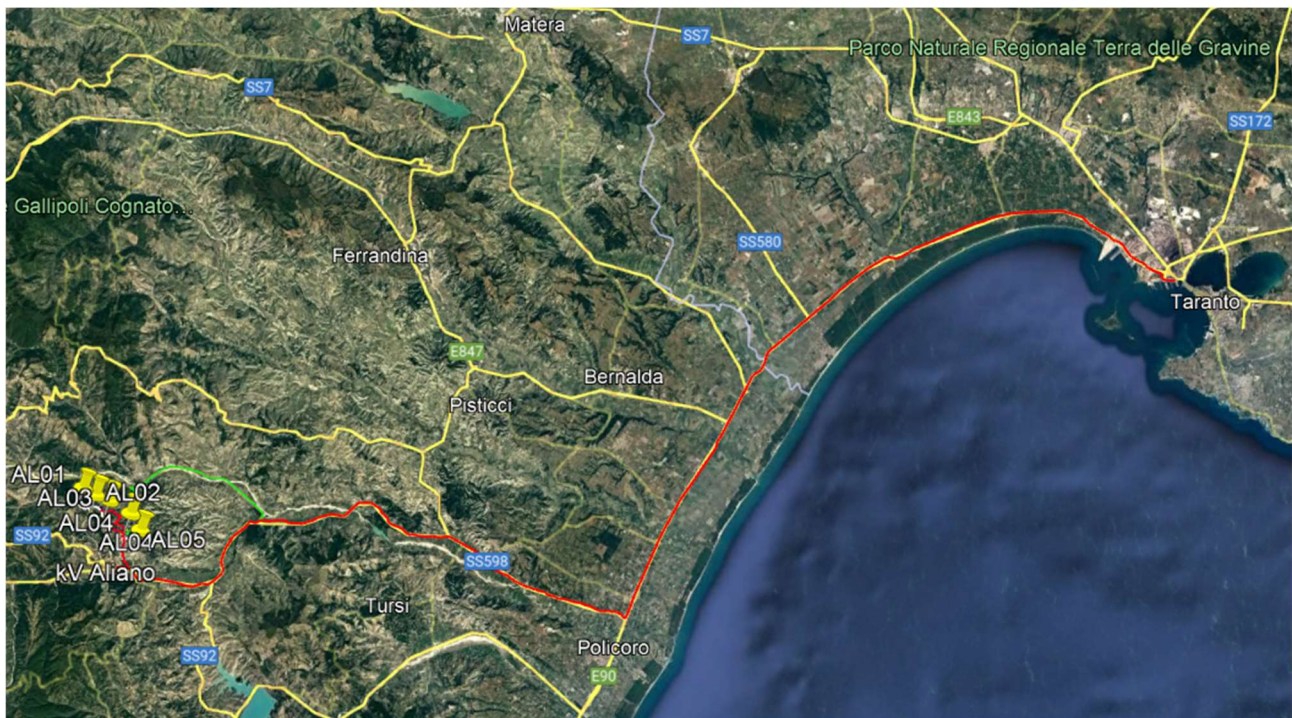 Matera
SS7
Parco Naturale Regionale Terra delle Gravine
SS7
E843
SS172
Gallipoli Cognato...
Ferrandina
SS580
Taranto
E847
Bernalda
Pisticci
AL01
AL03
AL02
AL04
SS92
AL04
AL05
kV Aliano
SS598
Tursi
Policoro
SS92
E90